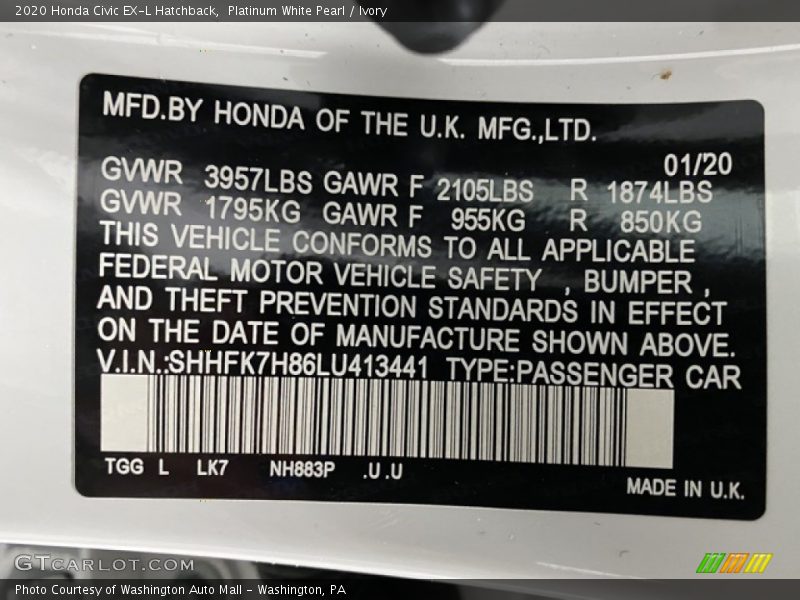 2020 Honda Civic EX-L Hatchback,  Platinum White Pearl / Ivory
MFD.BY HONDA OF THE U.K. MFG.,LTD.
01/20
GVWR 3957LBS GAWR F 2105LBS R 1874LBS
GVWR 1795KG GAWR F 955KG R 850KG
THIS VEHICLE CONFORMS TO ALL APPLICABLE
FEDERAL MOTOR VEHICLE SAFETY , BUMPER ,
AND THEFT PREVENTION STANDARDS IN EFFECT
ON THE DATE OF MANUFACTURE SHOWN ABOVE.
V.I.N.:SHHFK7H86LU413441 TYPE:PASSENGER CAR
TGG L LK7 NH883P .U.U
MADE IN U.K.
GTCARLOT.COM
Photo Courtesy of Washington Auto Mall - Washington, PA